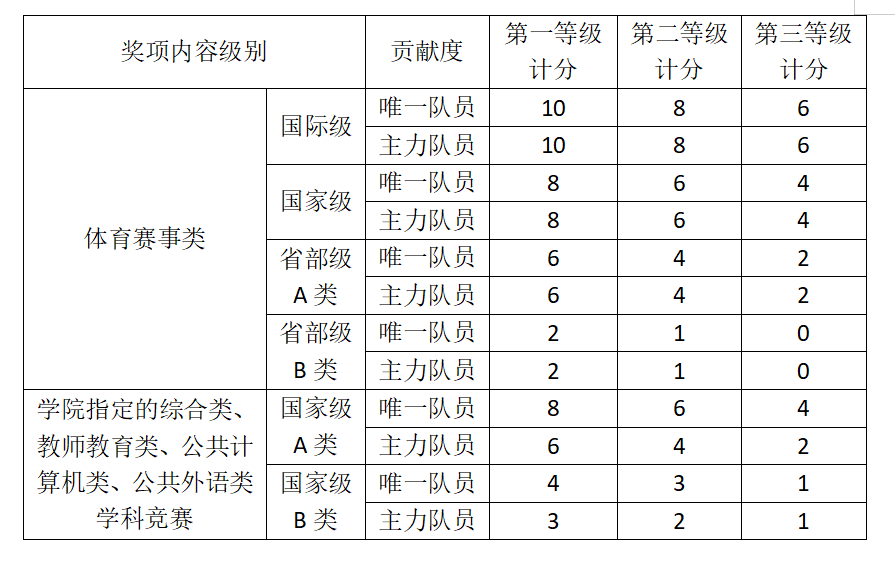 奖项内容级别 贡献度 第一等级计分 第二等级计分 第三等级计分
体育赛事类 国际级 唯一队员 10 8 6
主力队员 10 8 6
国家级 唯一队员 8 6 4
主力队员 8 6 4
省部级A类 唯一队员 6 4 2
主力队员 6 4 2
省部级B类 唯一队员 2 1 0
主力队员 2 1 0
学院指定的综合类、教师教育类、公共计算机类、公共外语类学科竞赛 国家级A类 唯一队员 8 6 4
主力队员 6 4 2
国家级B类 唯一队员 4 3 1
主力队员 3 2 1